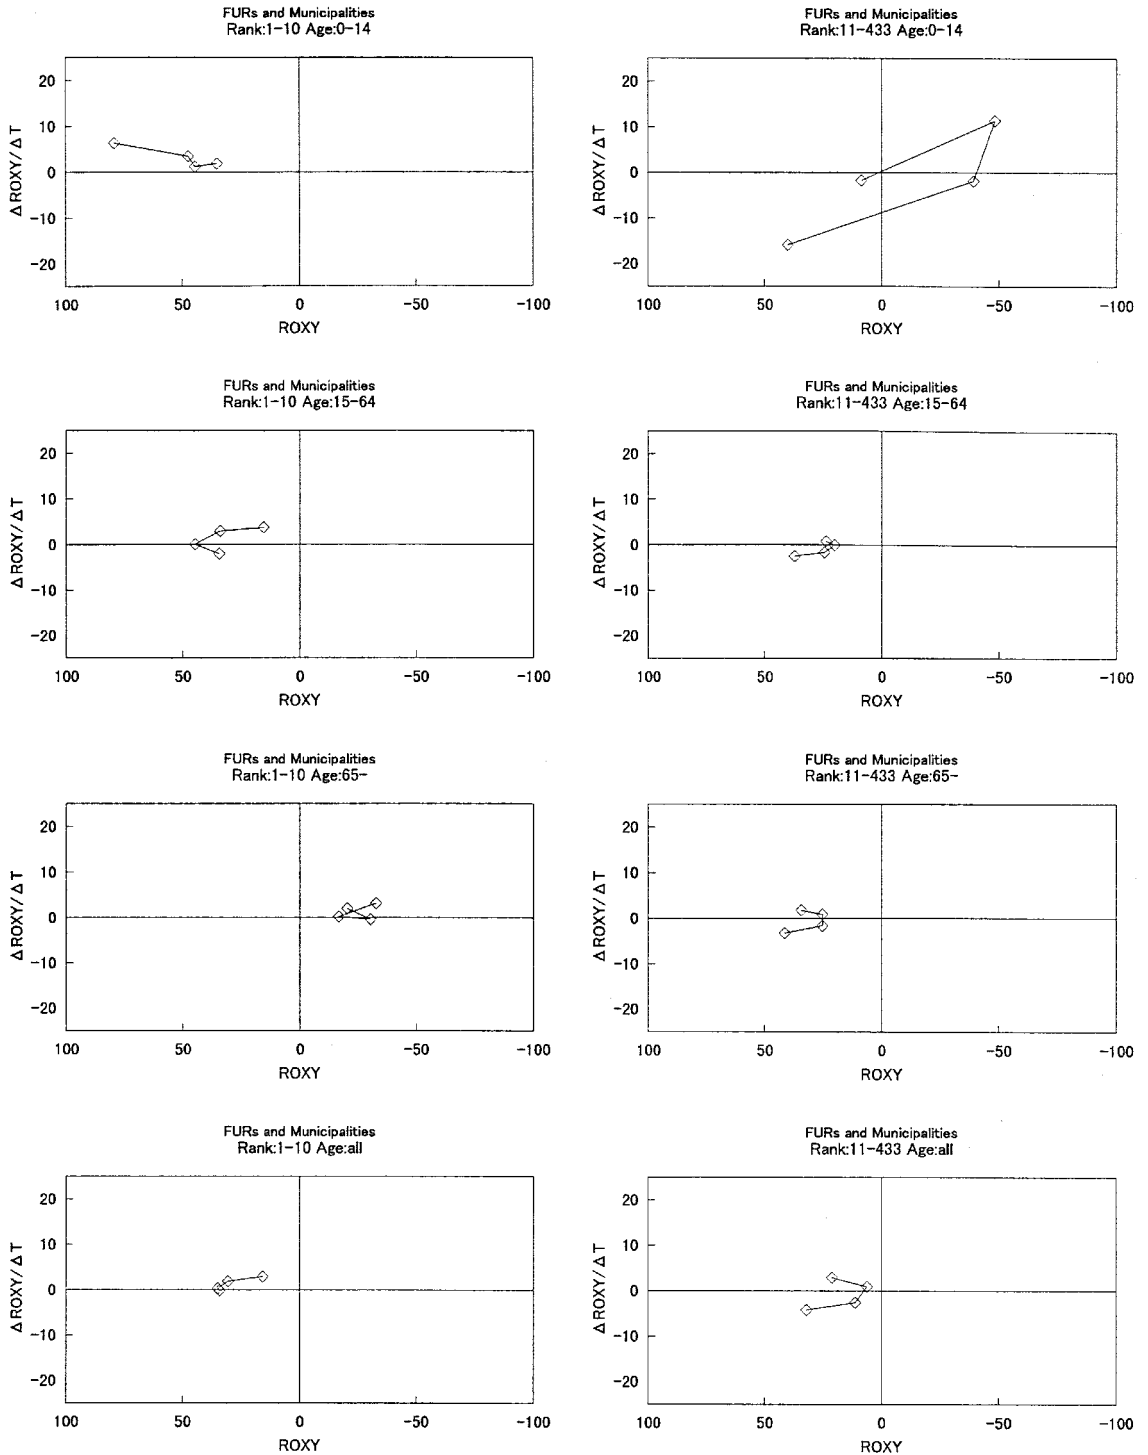 FURs and Municipalities
Rank:1-10 Age:0-14
20
10
0
-10
-20
ΔROXY/ΔT
100 50 0 -50 -100
ROXY
FURs and Municipalities
Rank:11-433 Age:0-14
20
10
0
-10
-20
ΔROXY/ΔT
100 50 0 -50 -100
ROXY
FURs and Municipalities
Rank:1-10 Age:15-64
20
10
0
-10
-20
ΔROXY/ΔT
100 50 0 -50 -100
ROXY
FURs and Municipalities
Rank:11-433 Age:15-64
20
10
0
-10
-20
ΔROXY/ΔT
100 50 0 -50 -100
ROXY
FURs and Municipalities
Rank:1-10 Age:65-
20
10
0
-10
-20
ΔROXY/ΔT
100 50 0 -50 -100
ROXY
FURs and Municipalities
Rank:11-433 Age:65-
20
10
0
-10
-20
ΔROXY/ΔT
100 50 0 -50 -100
ROXY
FURs and Municipalities
Rank:1-10 Age:all
20
10
0
-10
-20
ΔROXY/ΔT
100 50 0 -50 -100
ROXY
FURs and Municipalities
Rank:11-433 Age:all
20
10
0
-10
-20
ΔROXY/ΔT
100 50 0 -50 -100
ROXY